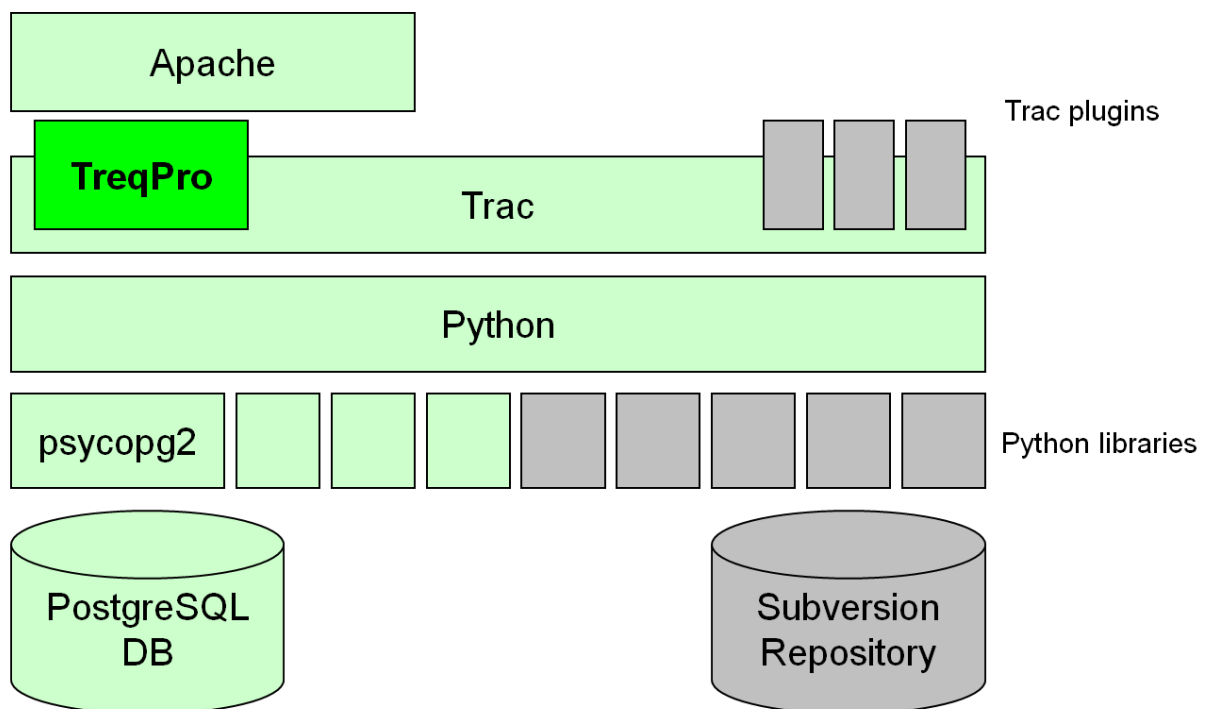 Apache
Trac plugins
TreqPro
Trac
Python
psycopg2
Python libraries
PostgreSQL
DB
Subversion
Repository